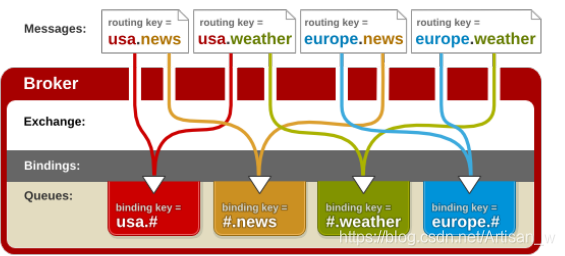 Messages:
routing key =
usa.news
routing key =
usa.weather
routing key =
europe.news
routing key =
europe.weather
Broker
Exchange:
Bindings:
Queues:
binding key =
usa.#
binding key =
#.news
binding key =
#.weather
binding key =
europe.#
https://blog.csdn.net/Artisan_w